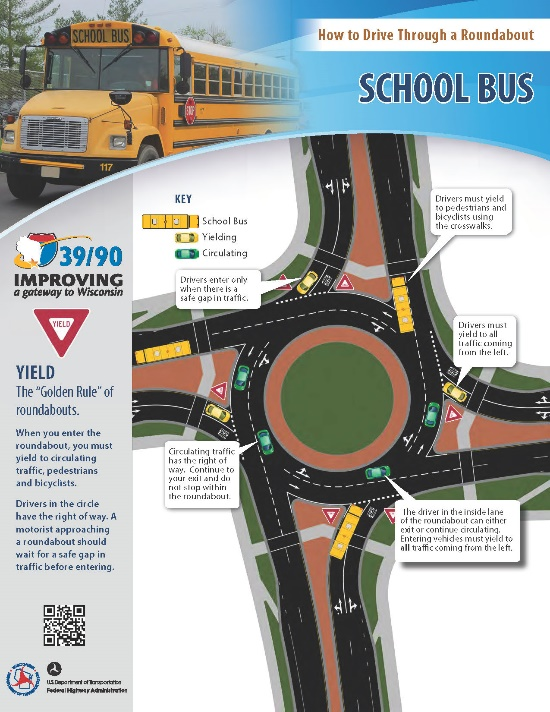 SCHOOL BUS
STOP
117
How to Drive Through a Roundabout
SCHOOL BUS
39/90
IMPROVING
a gateway to Wisconsin
YIELD
YIELD
The “Golden Rule” of
roundabouts.
When you enter the
roundabout, you must
yield to circulating
traffic, pedestrians
and bicyclists.
Drivers in the circle
have the right of way. A
motorist approaching
a roundabout should
wait for a safe gap in
traffic before entering.
U.S. Department of Transportation
Federal Highway Administration
KEY
School Bus
Yielding
Circulating
Drivers must yield
to pedestrians and
bicyclists using
the crosswalks.
Drivers enter only
when there is a
safe gap in traffic.
Drivers must
yield to all
traffic coming
from the left.
Circulating traffic
has the right of
way. Continue to
your exit and do
not stop within
the roundabout.
The driver in the inside lane
of the roundabout can either
exit or continue circulating.
Entering vehicles must yield to
all traffic coming from the left.